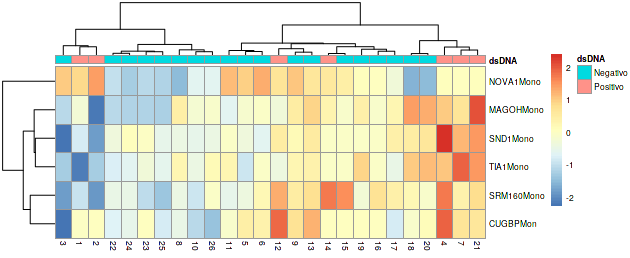 dsDNA
dsDNA
NOVA1Mono
2
Negativo
Positivo
MAGOHMono
1
SND1Mono
0
TIA1Mono
-1
SRM160Mono
-2
CUGBPMono
3 1 2 22 24 23 25 8 10 26 11 5 6 12 9 13 14 15 19 16 17 18 20 4 7 21